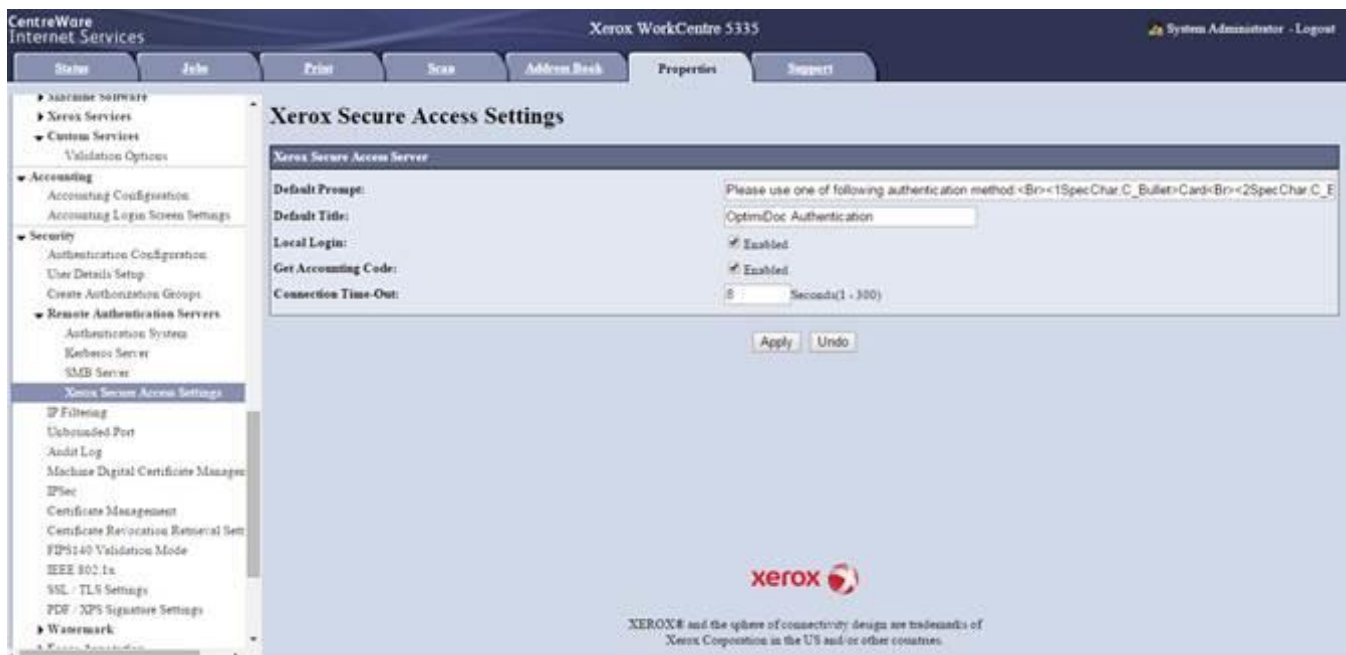 CentreWare
Internet Services
Xerox WorkCentre 5335
System Administrator - Logout
Status
Jobs
Print
Scan
Address Book
Properties
Support
Machine Software
Xerox Services
Custom Services
Validation Options
Accounting
Accounting Configuration
Accounting Login Screen Settings
Security
Authentication Configuration
User Details Setup
Create Authorization Groups
Remote Authentication Servers
Authentication System
Kerberos Server
SMB Server
Xerox Secure Access Settings
IP Filtering
Unbounded Port
Audit Log
Machine Digital Certificate Manager
IPSec
Certificate Management
Certificate Revocation Retrieval Sett
FIPS140 Validation Mode
IEEE 802.1x
SSL / TLS Settings
PDF / XPS Signature Settings
Watermark
Xerox Secure Access Settings
Xerox Secure Access Server
Default Prompt:
Please use one of following authentication method:<Br><1SpecChar.C_Bullet>Card<Br><2SpecChar.C_E
Default Title:
OptimiDoc Authentication
Local Login:
Enabled
Get Accounting Code:
Enabled
Connection Time-Out:
8 Seconds(1 - 300)
Apply Undo
xerox
XEROX® and the sphere of connectivity design are trademarks of
Xerox Corporation in the US and/or other countries.